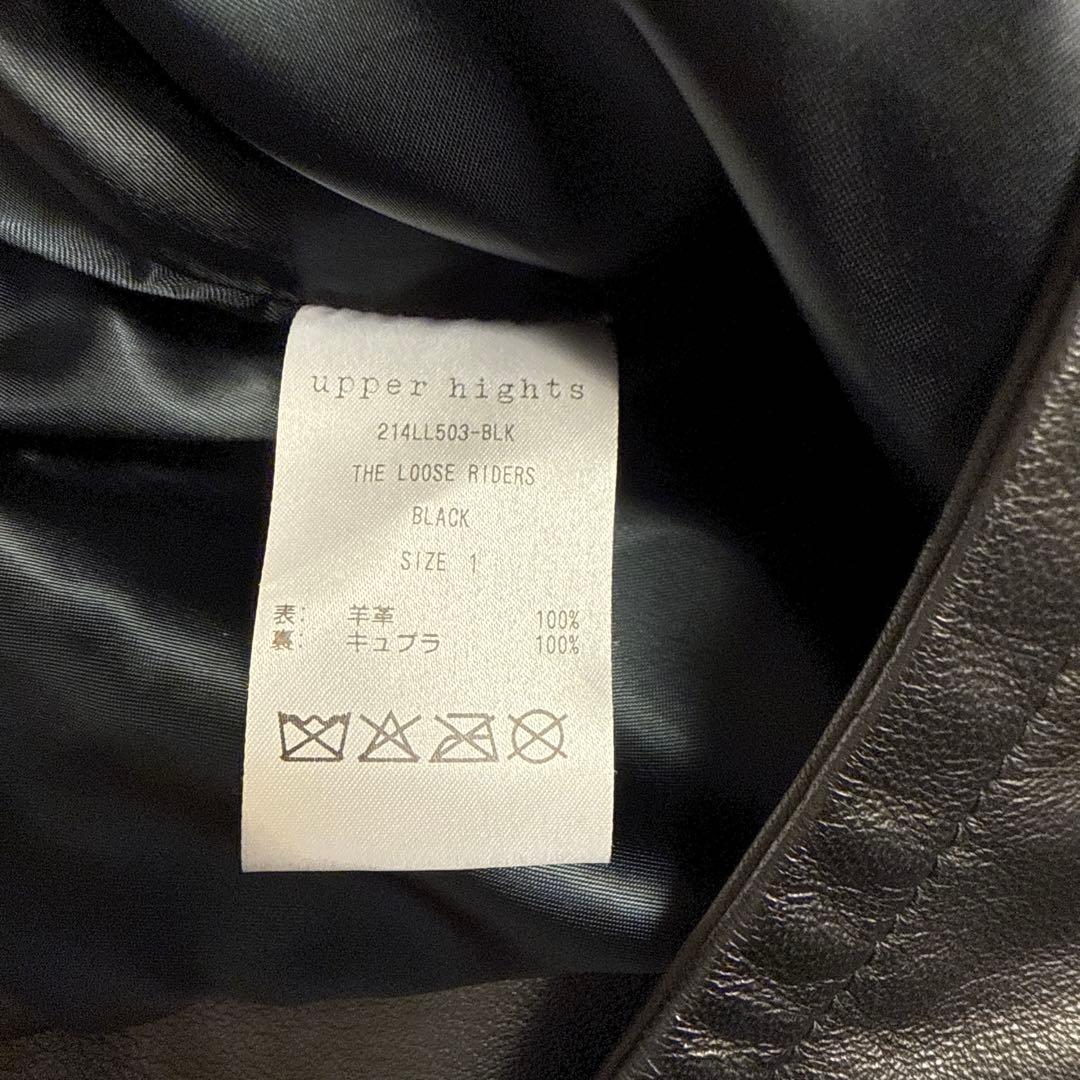 upper hights
214LL503-BLK
THE LOOSE RIDERS
BLACK
SIZE 1
表: 羊革 100%
裏: キュプラ 100%